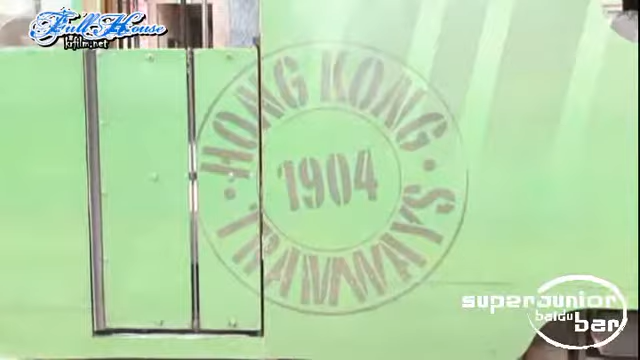 Full House
krfilm.net
HONG KONG
1904
TRAMWAYS
superjunior
baidu
bar